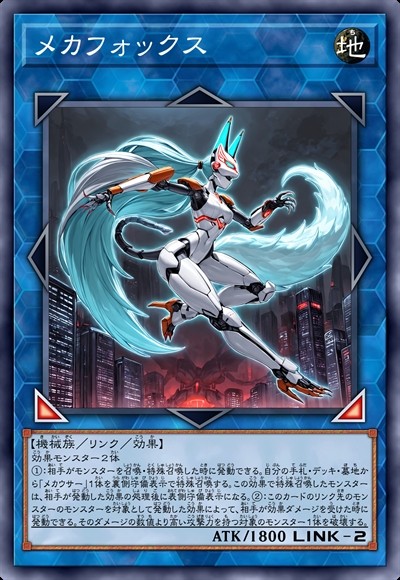 メカフォックス
地
【機械族／リンク／効果】
効果モンスター２体
①：相手がモンスターを召喚・特殊召喚した時に発動できる。自分の手札・デッキ・墓地か
ら「メカウサー」１体を裏側守備表示で特殊召喚する。この効果で特殊召喚したモンスター
は、相手が発動した効果の処理後に表側守備表示になる。②：このカードのリンク先のモン
スターのモンスターを対象として発動した効果によって、相手が効果ダメージを受けた時に
発動できる。そのダメージの数値より高い攻撃力を持つ対象のモンスター１体を破壊する。
ATK/1800 LINK-2